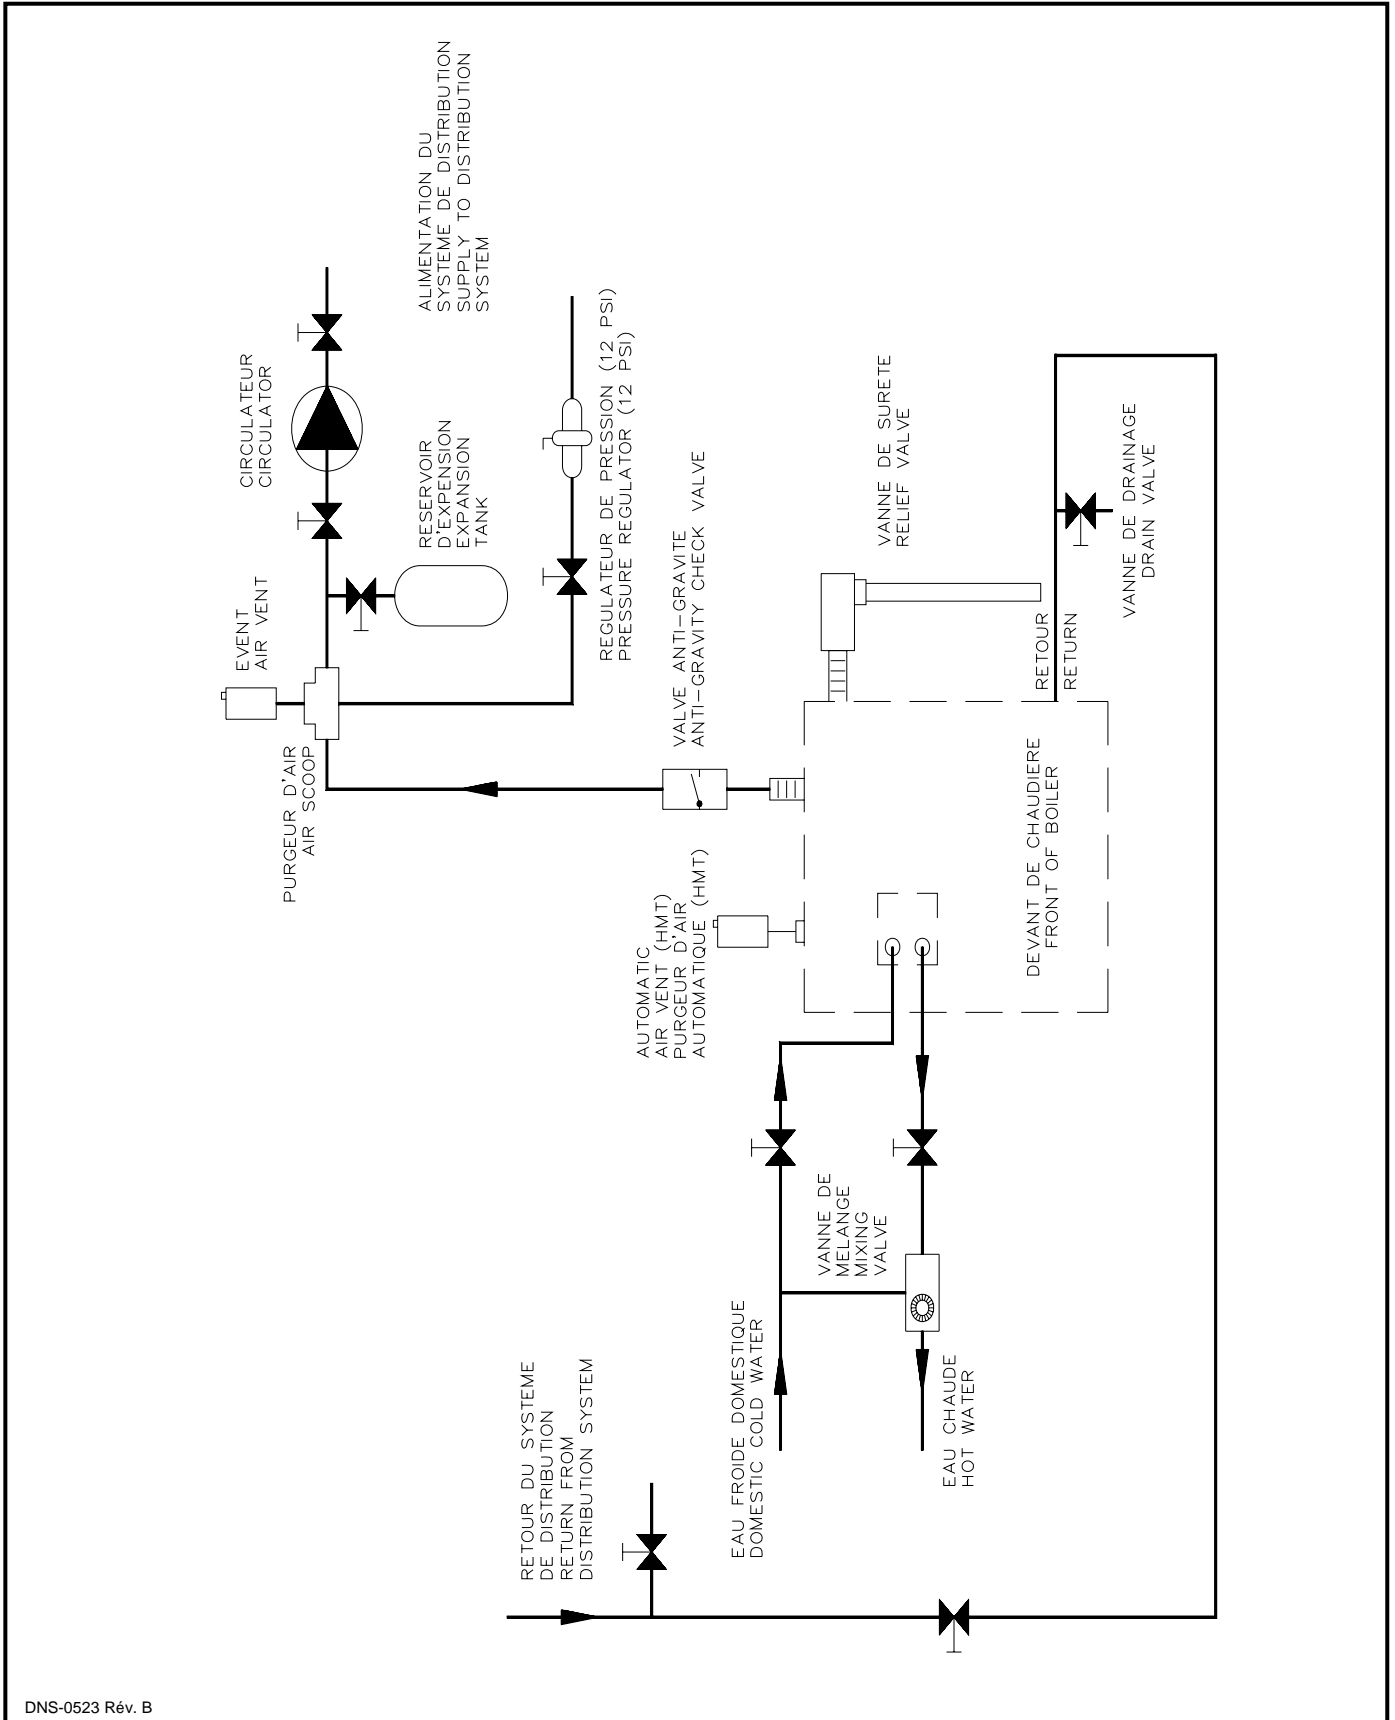 ALIMENTATION DU
SYSTEME DE DISTRIBUTION
SUPPLY TO DISTRIBUTION
SYSTEM
CIRCULATEUR
CIRCULATOR
RESERVOIR
D'EXPENSION
EXPANSION
TANK
REGULATEUR DE PRESSION (12 PSI)
PRESSURE REGULATOR (12 PSI)
EVENT
AIR VENT
PURGEUR D'AIR
AIR SCOOP
VALVE ANTI-GRAVITE
ANTI-GRAVITY CHECK VALVE
VANNE DE SURETE
RELIEF VALVE
VANNE DE DRAINAGE
DRAIN VALVE
RETOUR
RETURN
AUTOMATIC
AIR VENT (HMT)
PURGEUR D'AIR
AUTOMATIQUE (HMT)
DEVANT DE CHAUDIERE
FRONT OF BOILER
VANNE DE
MELANGE
MIXING
VALVE
EAU FROIDE DOMESTIQUE
DOMESTIC COLD WATER
EAU CHAUDE
HOT WATER
RETOUR DU SYSTEME
DE DISTRIBUTION
RETURN FROM
DISTRIBUTION SYSTEM
DNS-0523 Rév. B